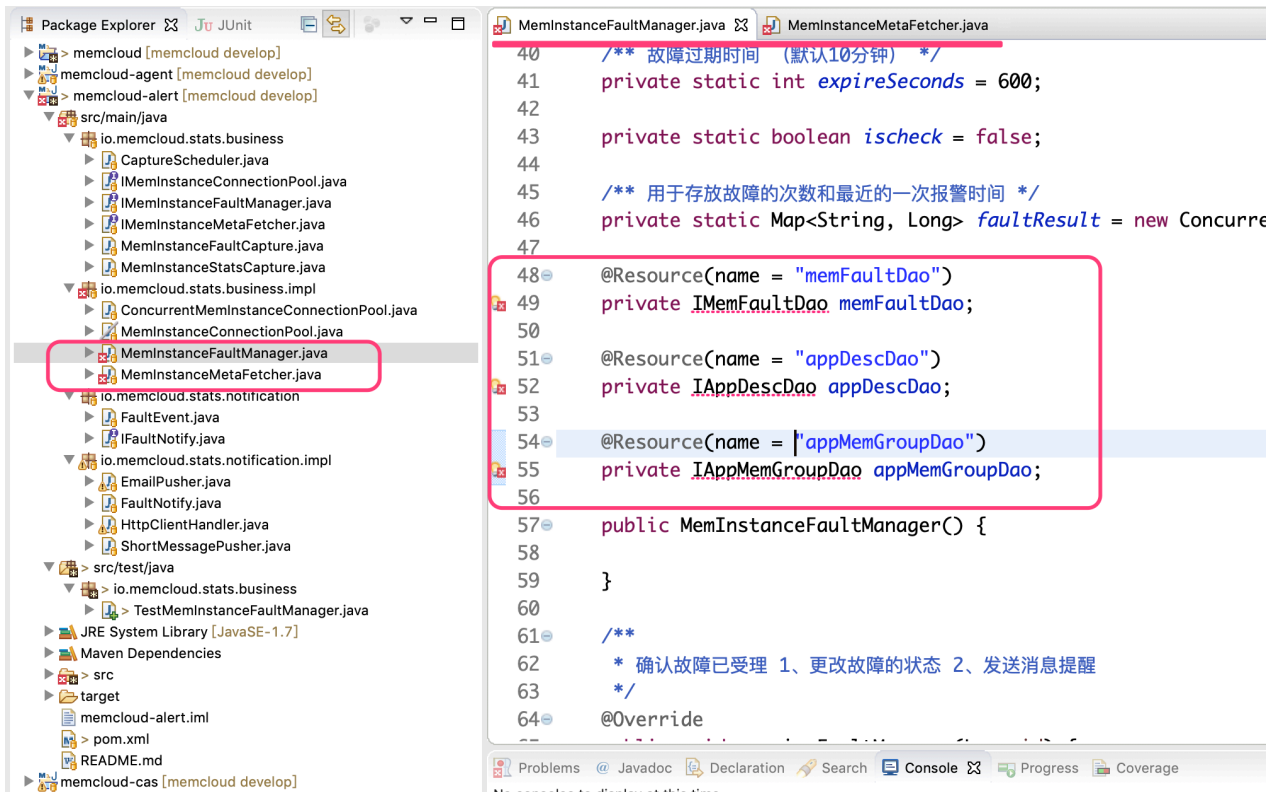 Package Explorer
JUnit
> memcloud [memcloud develop]
memcloud-agent [memcloud develop]
> memcloud-alert [memcloud develop]
src/main/java
io.memcloud.stats.business
CaptureScheduler.java
IMemInstanceConnectionPool.java
IMemInstanceFaultManager.java
IMemInstanceMetaFetcher.java
MemInstanceFaultCapture.java
MemInstanceStatsCapture.java
io.memcloud.stats.business.impl
ConcurrentMemInstanceConnectionPool.java
MemInstanceConnectionPool.java
MemInstanceFaultManager.java
MemInstanceMetaFetcher.java
io.memcloud.stats.notification
FaultEvent.java
IFaultNotify.java
io.memcloud.stats.notification.impl
EmailPusher.java
FaultNotify.java
HttpClientHandler.java
ShortMessagePusher.java
> src/test/java
> io.memcloud.stats.business
> TestMemInstanceFaultManager.java
JRE System Library [JavaSE-1.7]
Maven Dependencies
> src
target
memcloud-alert.iml
> pom.xml
README.md
memcloud-cas [memcloud develop]
MemInstanceFaultManager.java
MemInstanceMetaFetcher.java
40 /** 故障过期时间 （默认10分钟） */
41 private static int expireSeconds = 600;
42
43 private static boolean ischeck = false;
44
45 /** 用于存放故障的次数和最近的一次报警时间 */
46 private static Map<String, Long> faultResult = new Concurre
47
48 @Resource(name = "memFaultDao")
49 private IMemFaultDao memFaultDao;
50
51 @Resource(name = "appDescDao")
52 private IAppDescDao appDescDao;
53
54 @Resource(name = "appMemGroupDao")
55 private IAppMemGroupDao appMemGroupDao;
56
57 public MemInstanceFaultManager() {
58
59 }
60
61 /**
62 * 确认故障已受理 1、更改故障的状态 2、发送消息提醒
63 */
64 @Override
Problems
@ Javadoc
Declaration
Search
Console
Progress
Coverage